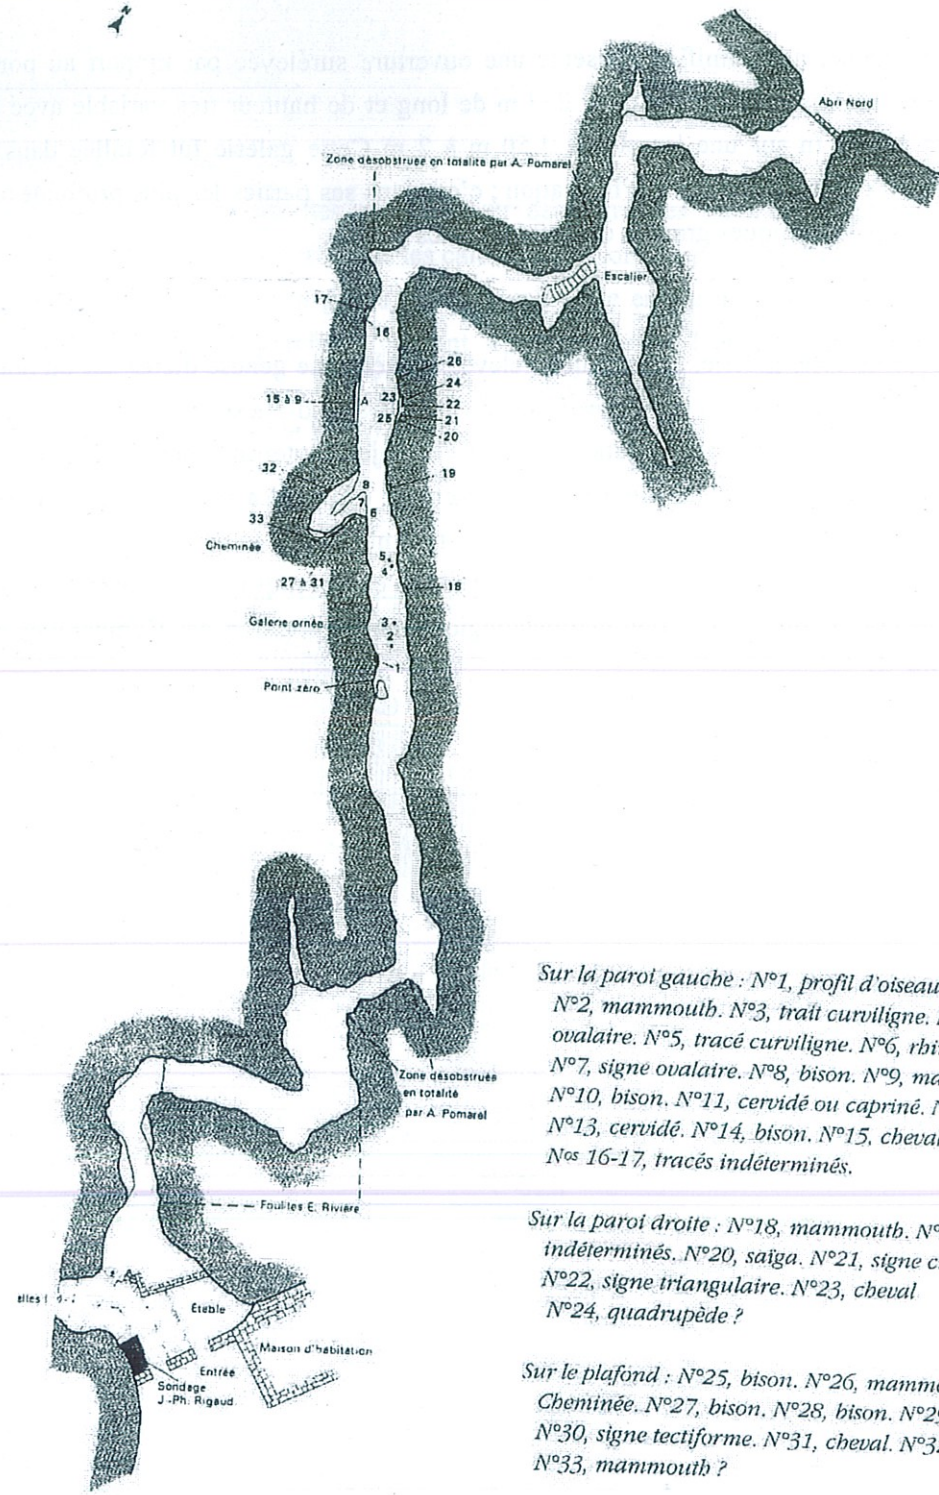 N
Abri Nord
Zone désobstruée en totalité par A. Pomarel
Escalier
17
16
26
24
15 à 9
A
23
22
25
21
20
32
19
8
7
6
33
Cheminée
5
4
27 à 31
18
Galerie ornée
3
2
1
Point zéro
Zone désobstruée
en totalité
par A. Pomarel
Fouilles E. Rivière
Étable
Maison d'habitation
Entrée
Sondage
J.-Ph. Rigaud
Sur la paroi gauche : N°1, profil d'oiseau
N°2, mammouth. N°3, trait curviligne.
ovalaire. N°5, tracé curviligne. N°6, rhi
N°7, signe ovalaire. N°8, bison. N°9, ma
N°10, bison. N°11, cervidé ou capriné. N
N°13, cervidé. N°14, bison. N°15, cheval
Nos 16-17, tracés indéterminés.
Sur la paroi droite : N°18, mammouth. N°
indéterminés. N°20, saïga. N°21, signe c
N°22, signe triangulaire. N°23, cheval
N°24, quadrupède ?
Sur le plafond : N°25, bison. N°26, mamm
Cheminée. N°27, bison. N°28, bison. N°2
N°30, signe tectiforme. N°31, cheval. N°3
N°33, mammouth ?